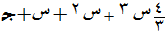 ٤/٣ س٣ + س٢ + س + جـ